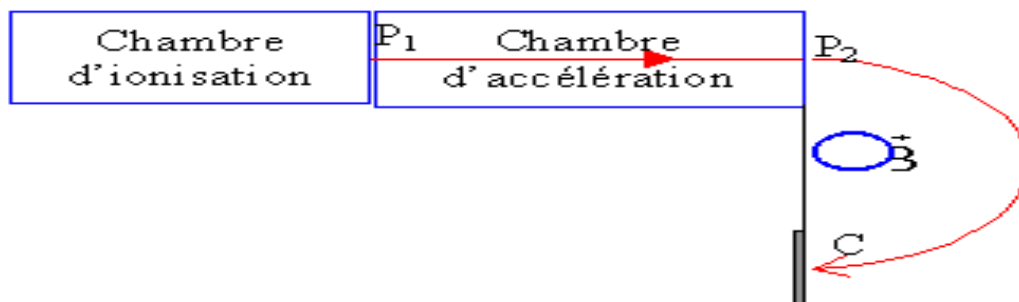 Chambre
d'ionisation
P₁
Chambre
d'accélération
P₂
B⃗
C